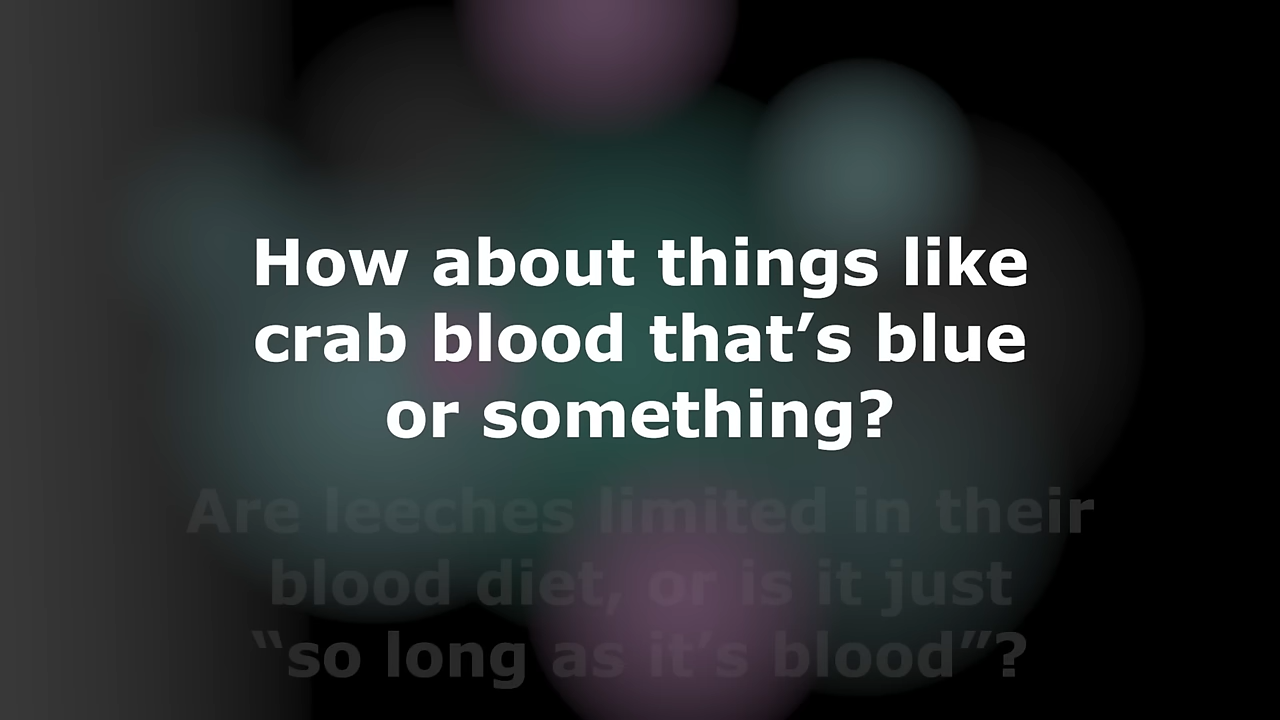 How about things like
crab blood that’s blue
or something?
Are leeches limited in their
blood diet, or is it just
“so long as it’s blood”?